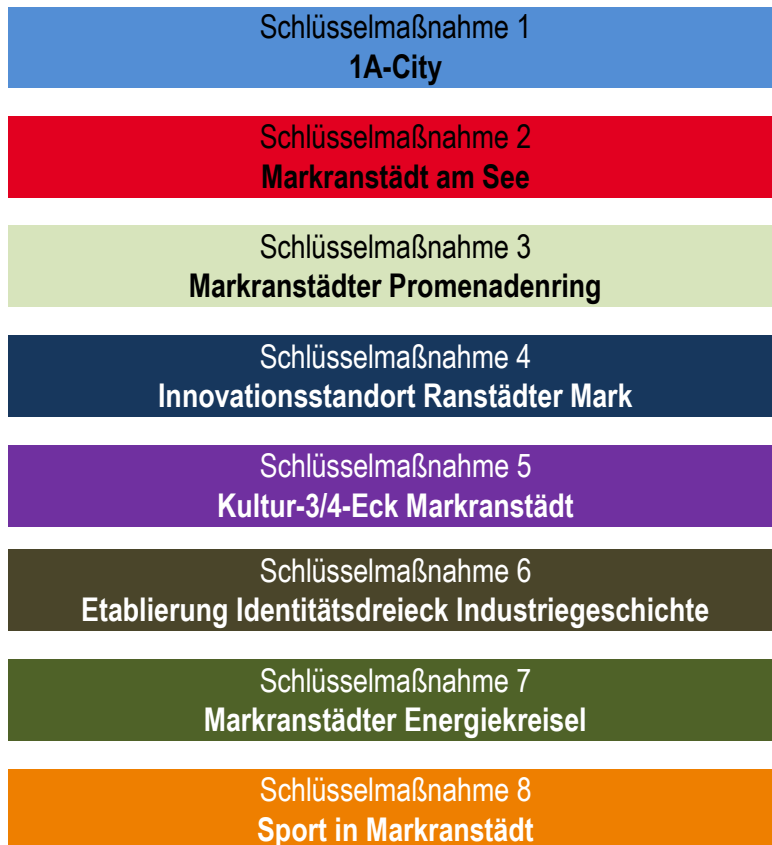 Schlüsselmaßnahme 1
1A-City
Schlüsselmaßnahme 2
Markranstädt am See
Schlüsselmaßnahme 3
Markranstädter Promenadenring
Schlüsselmaßnahme 4
Innovationsstandort Ranstädter Mark
Schlüsselmaßnahme 5
Kultur-3/4-Eck Markranstädt
Schlüsselmaßnahme 6
Etablierung Identitätsdreieck Industriegeschichte
Schlüsselmaßnahme 7
Markranstädter Energiekreisel
Schlüsselmaßnahme 8
Sport in Markranstädt